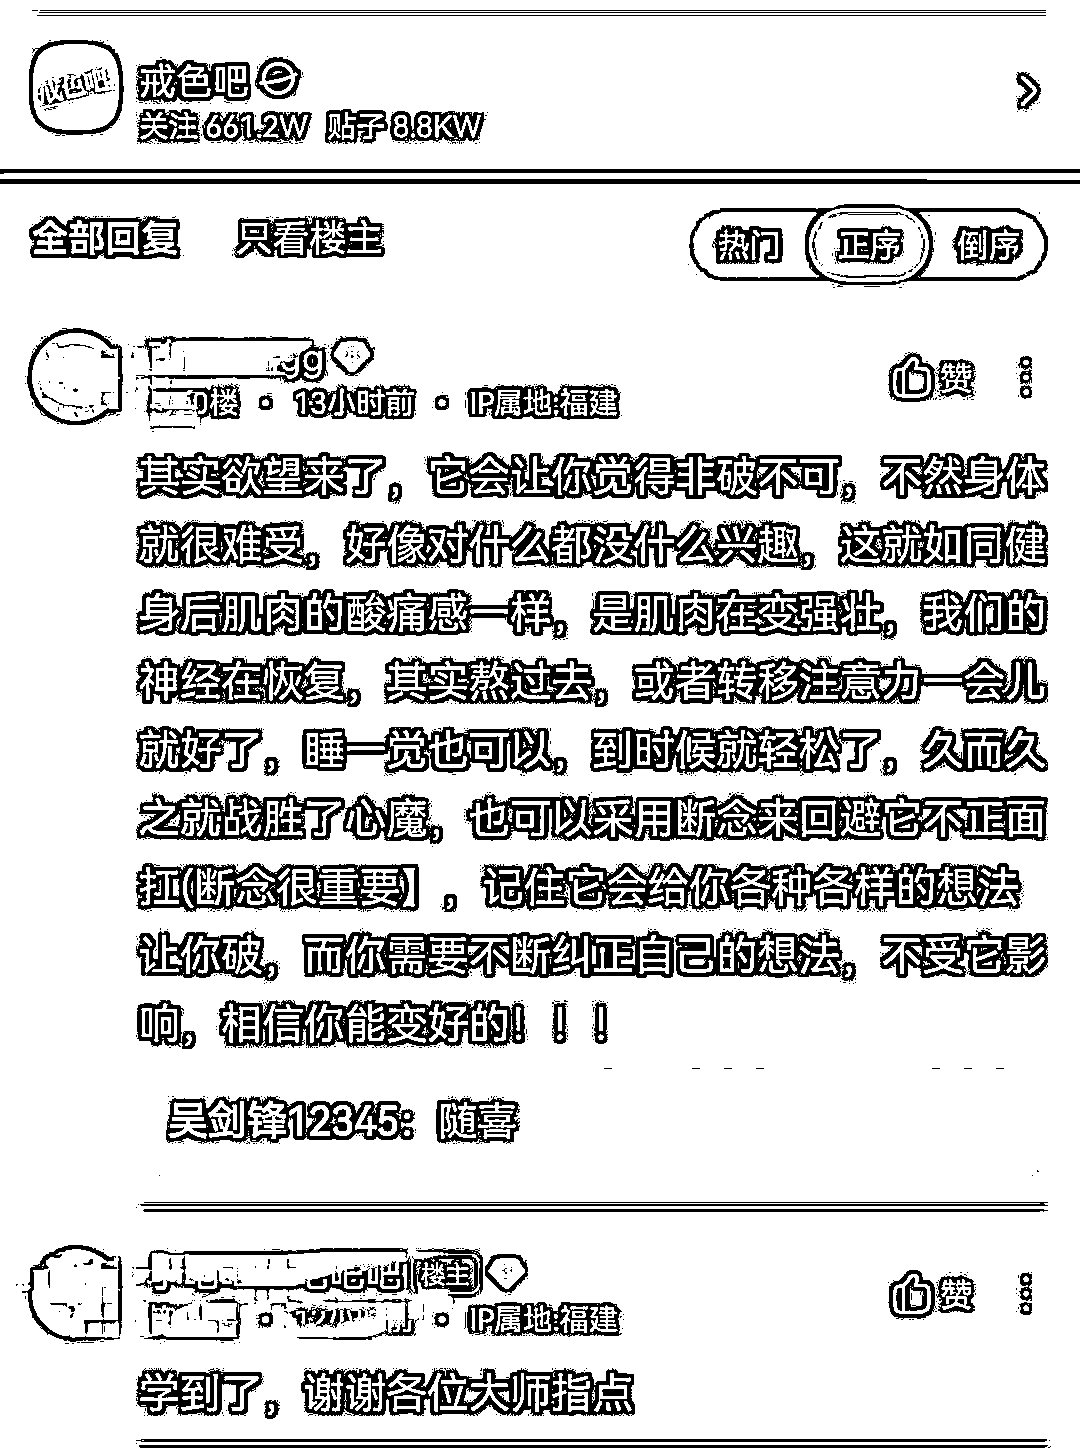 戒色吧
戒色吧
关注 661.2W 贴子 8.8KW
全部回复 只看楼主
热门 正序 倒序
gg
0楼 · 13小时前 · IP属地:福建
赞
其实欲望来了，它会让你觉得非破不可，不然身体
就很难受，好像对什么都没什么兴趣，这就如同健
身后肌肉的酸痛感一样，是肌肉在变强壮，我们的
神经在恢复，其实熬过去，或者转移注意力一会儿
就好了，睡一觉也可以，到时候就轻松了，久而久
之就战胜了心魔，也可以采用断念来回避它不正面
扛(断念很重要】，记住它会给你各种各样的想法
让你破，而你需要不断纠正自己的想法，不受它影
响，相信你能变好的！！！
吴剑锋12345：随喜
吧吧 楼主
前 · IP属地:福建
赞
学到了，谢谢各位大师指点